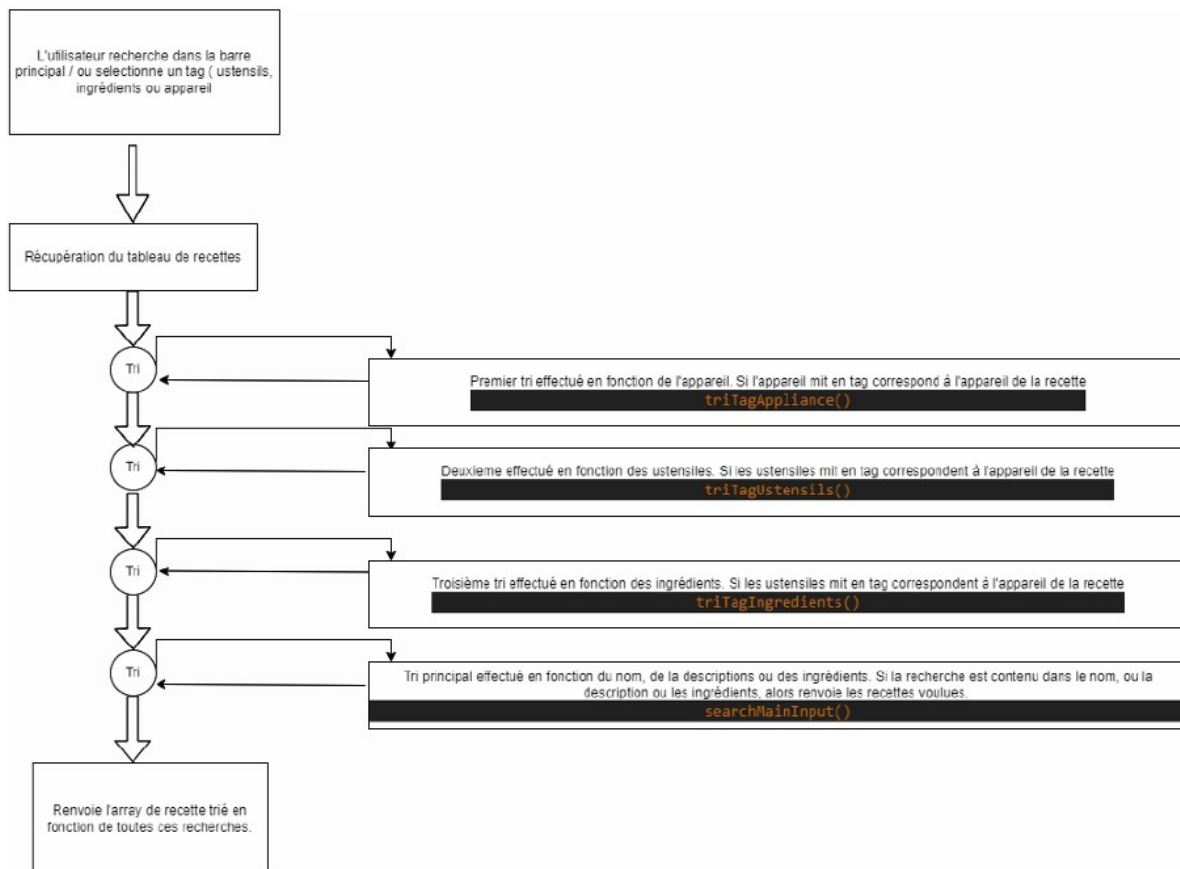 L'utilisateur recherche dans la barre
principal / ou selectionne un tag ( ustensils,
ingrédients ou appareil
Récupération du tableau de recettes
Tri
Premier tri effectué en fonction de l'appareil. Si l'appareil mit en tag correspond à l'appareil de la recette
triTagAppliance()
Tri
Deuxieme effectué en fonction des ustensiles. Si les ustensiles mit en tag correspondent à l'appareil de la recette
triTagUstensils()
Tri
Troisième tri effectué en fonction des ingrédients. Si les ustensiles mit en tag correspondent à l'appareil de la recette
triTagIngredients()
Tri
Tri principal effectué en fonction du nom, de la descriptions ou des ingrédients. Si la recherche est contenu dans le nom, ou la
description ou les ingrédients, alors renvoie les recettes voulues.
searchMainInput()
Renvoie l'array de recette trié en
fonction de toutes ces recherches.